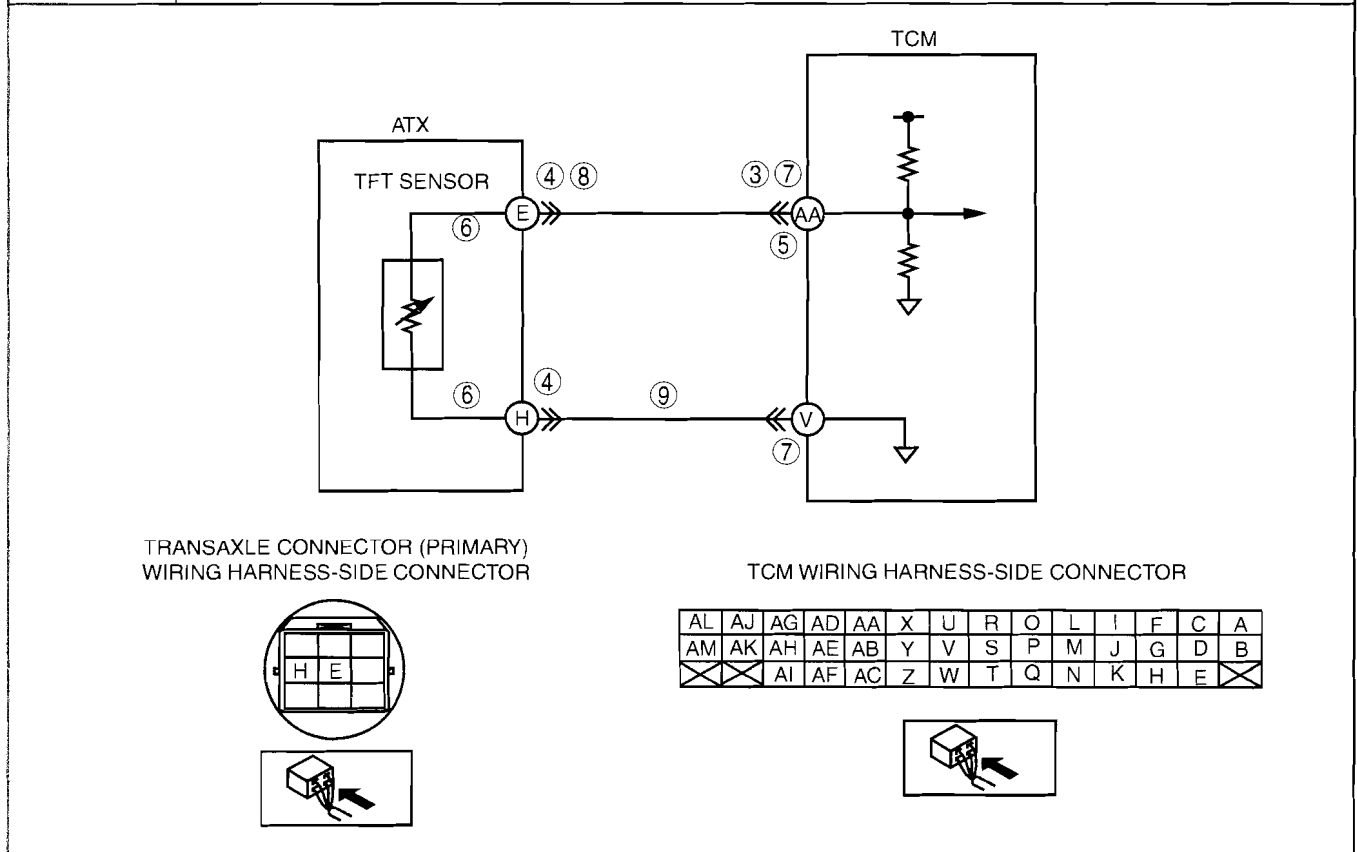 TCM
ATX
TFT SENSOR
④ ⑧
③ ⑦
E
AA
⑥
⑤
⑥
④
⑨
H
V
⑦
TRANSAXLE CONNECTOR (PRIMARY)
WIRING HARNESS-SIDE CONNECTOR
H E
TCM WIRING HARNESS-SIDE CONNECTOR
AL AJ AG AD AA X U R O L I F C A
AM AK AH AE AB Y V S P M J G D B
AI AF AC Z W T Q N K H E